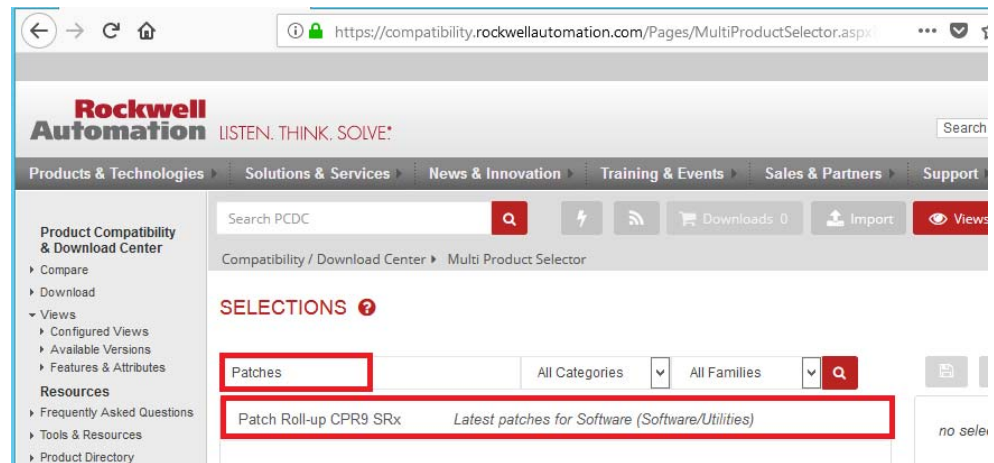 https://compatibility.rockwellautomation.com/Pages/MultiProductSelector.aspx
Rockwell
Automation
LISTEN. THINK. SOLVE.
Search
Products & Technologies
Solutions & Services
News & Innovation
Training & Events
Sales & Partners
Support
Product Compatibility
& Download Center
Compare
Download
Views
Configured Views
Available Versions
Features & Attributes
Resources
Frequently Asked Questions
Tools & Resources
Product Directory
Search PCDC
Downloads 0
Import
Views
Compatibility / Download Center
Multi Product Selector
SELECTIONS ?
Patches
All Categories
All Families
Patch Roll-up CPR9 SRx
Latest patches for Software (Software/Utilities)
no sele